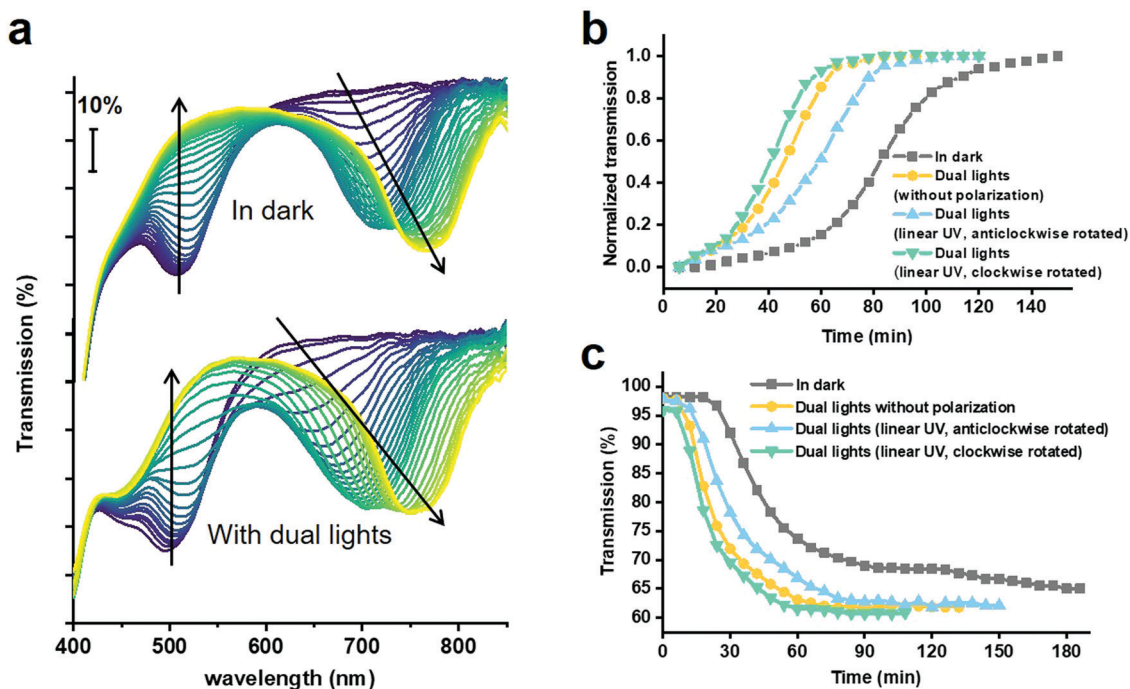 a
10%
In dark
With dual lights
Transmission (%)
400 500 600 700 800
wavelength (nm)
b
1.0
0.8
0.6
0.4
0.2
0.0
Normalized transmission
In dark
Dual lights
(without polarization)
Dual lights
(linear UV, anticlockwise rotated)
Dual lights
(linear UV, clockwise rotated)
0 20 40 60 80 100 120 140
Time (min)
c
100
95
90
85
80
75
70
65
60
Transmission (%)
In dark
Dual lights without polarization
Dual lights (linear UV, anticlockwise rotated)
Dual lights (linear UV, clockwise rotated)
0 30 60 90 120 150 180
Time (min)